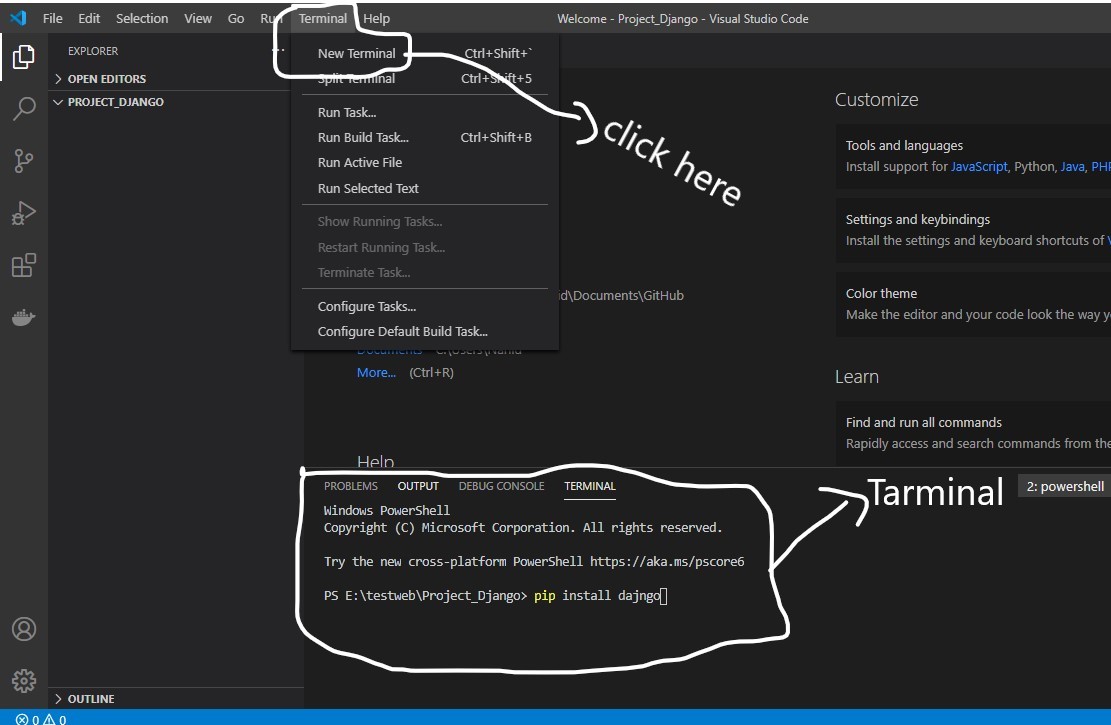 File Edit Selection View Go Run Terminal Help Welcome - Project_Django - Visual Studio Code
EXPLORER
OPEN EDITORS
PROJECT_DJANGO
New Terminal Ctrl+Shift+`
Split Terminal Ctrl+Shift+5
Run Task...
Run Build Task... Ctrl+Shift+B
Run Active File
Run Selected Text
Show Running Tasks...
Restart Running Task...
Terminate Task...
Configure Tasks...
Configure Default Build Task...
click here
id\Documents\GitHub
Documents C:\Users\Nahid
More... (Ctrl+R)
Help
Customize
Tools and languages
Install support for JavaScript, Python, Java, PHP
Settings and keybindings
Install the settings and keyboard shortcuts of V
Color theme
Make the editor and your code look the way y
Learn
Find and run all commands
Rapidly access and search commands from the
PROBLEMS OUTPUT DEBUG CONSOLE TERMINAL
Tarminal
2: powershell
Windows PowerShell
Copyright (C) Microsoft Corporation. All rights reserved.
Try the new cross-platform PowerShell https://aka.ms/pscore6
PS E:\testweb\Project_Django> pip install dajngo
OUTLINE
0 0